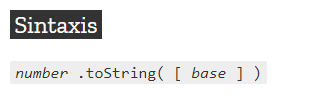 Sintaxis
number .toString( [ base ] )